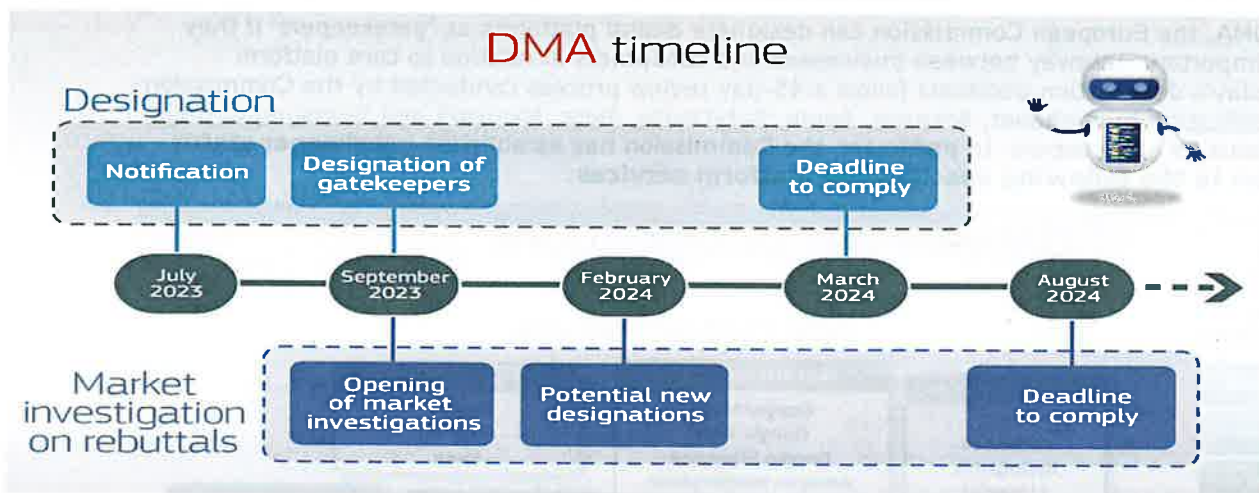 DMA timeline
Designation
Notification
Designation of
gatekeepers
Deadline
to comply
July
2023
September
2023
February
2024
March
2024
August
2024
Market
investigation
on rebuttals
Opening
of market
investigations
Potential new
designations
Deadline
to comply